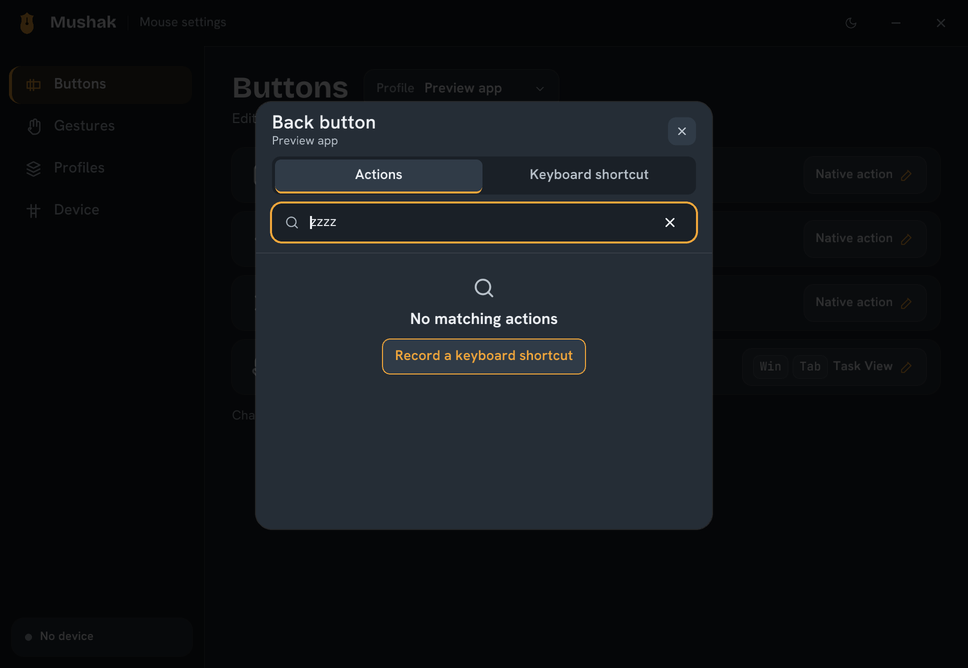 Mushak Mouse settings
Buttons
Gestures
Profiles
Device
No device
Buttons Profile Preview app
Back button
Preview app
Actions Keyboard shortcut
zzzz
No matching actions
Record a keyboard shortcut
Native action
Native action
Native action
Win Tab Task View